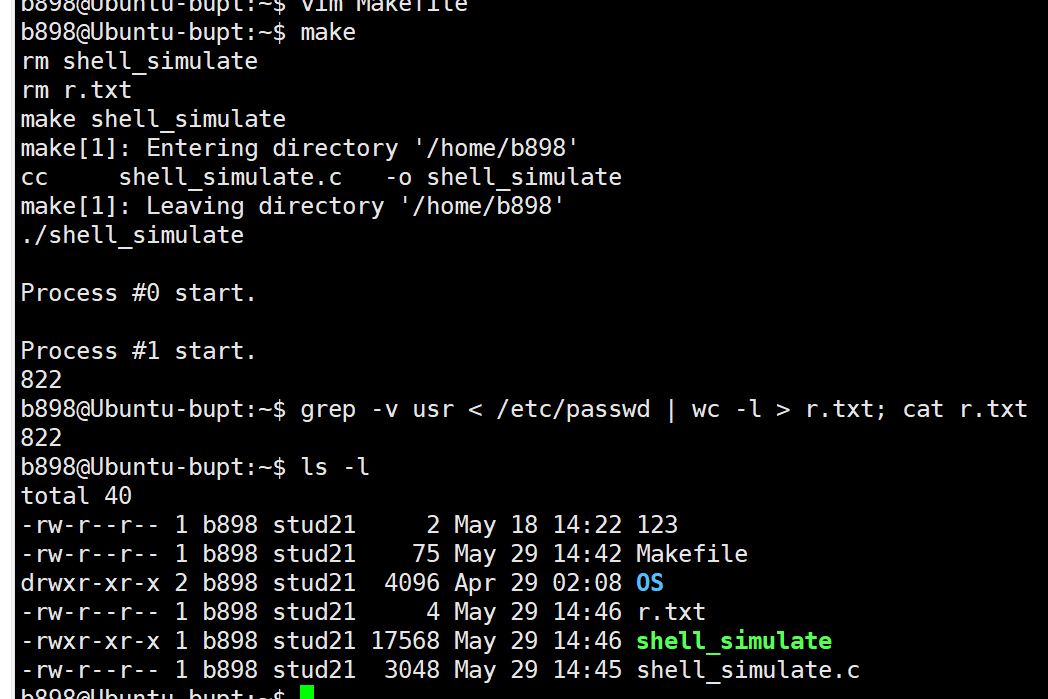 b898@Ubuntu-bupt:~$ vim Makefile
b898@Ubuntu-bupt:~$ make
rm shell_simulate
rm r.txt
make shell_simulate
make[1]: Entering directory '/home/b898'
cc     shell_simulate.c   -o shell_simulate
make[1]: Leaving directory '/home/b898'
./shell_simulate

Process #0 start.

Process #1 start.
822
b898@Ubuntu-bupt:~$ grep -v usr < /etc/passwd | wc -l > r.txt; cat r.txt
822
b898@Ubuntu-bupt:~$ ls -l
total 40
-rw-r--r-- 1 b898 stud21     2 May 18 14:22 123
-rw-r--r-- 1 b898 stud21    75 May 29 14:42 Makefile
drwxr-xr-x 2 b898 stud21  4096 Apr 29 02:08 OS
-rw-r--r-- 1 b898 stud21     4 May 29 14:46 r.txt
-rwxr-xr-x 1 b898 stud21 17568 May 29 14:46 shell_simulate
-rw-r--r-- 1 b898 stud21  3048 May 29 14:45 shell_simulate.c
b898@Ubuntu-bupt:~$